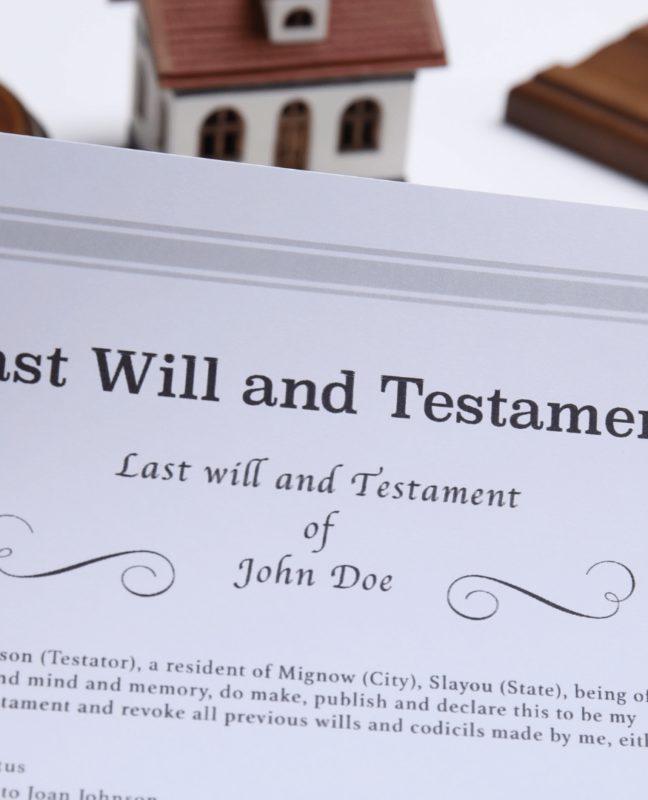 ast Will and Testamen
Last will and Testament
of
John Doe
son (Testator), a resident of Mignow (City), Slayou (State), being of
nd mind and memory, do make, publish and declare this to be my
tament and revoke all previous wills and codicils made by me, eith
tus
to Joan Johnson